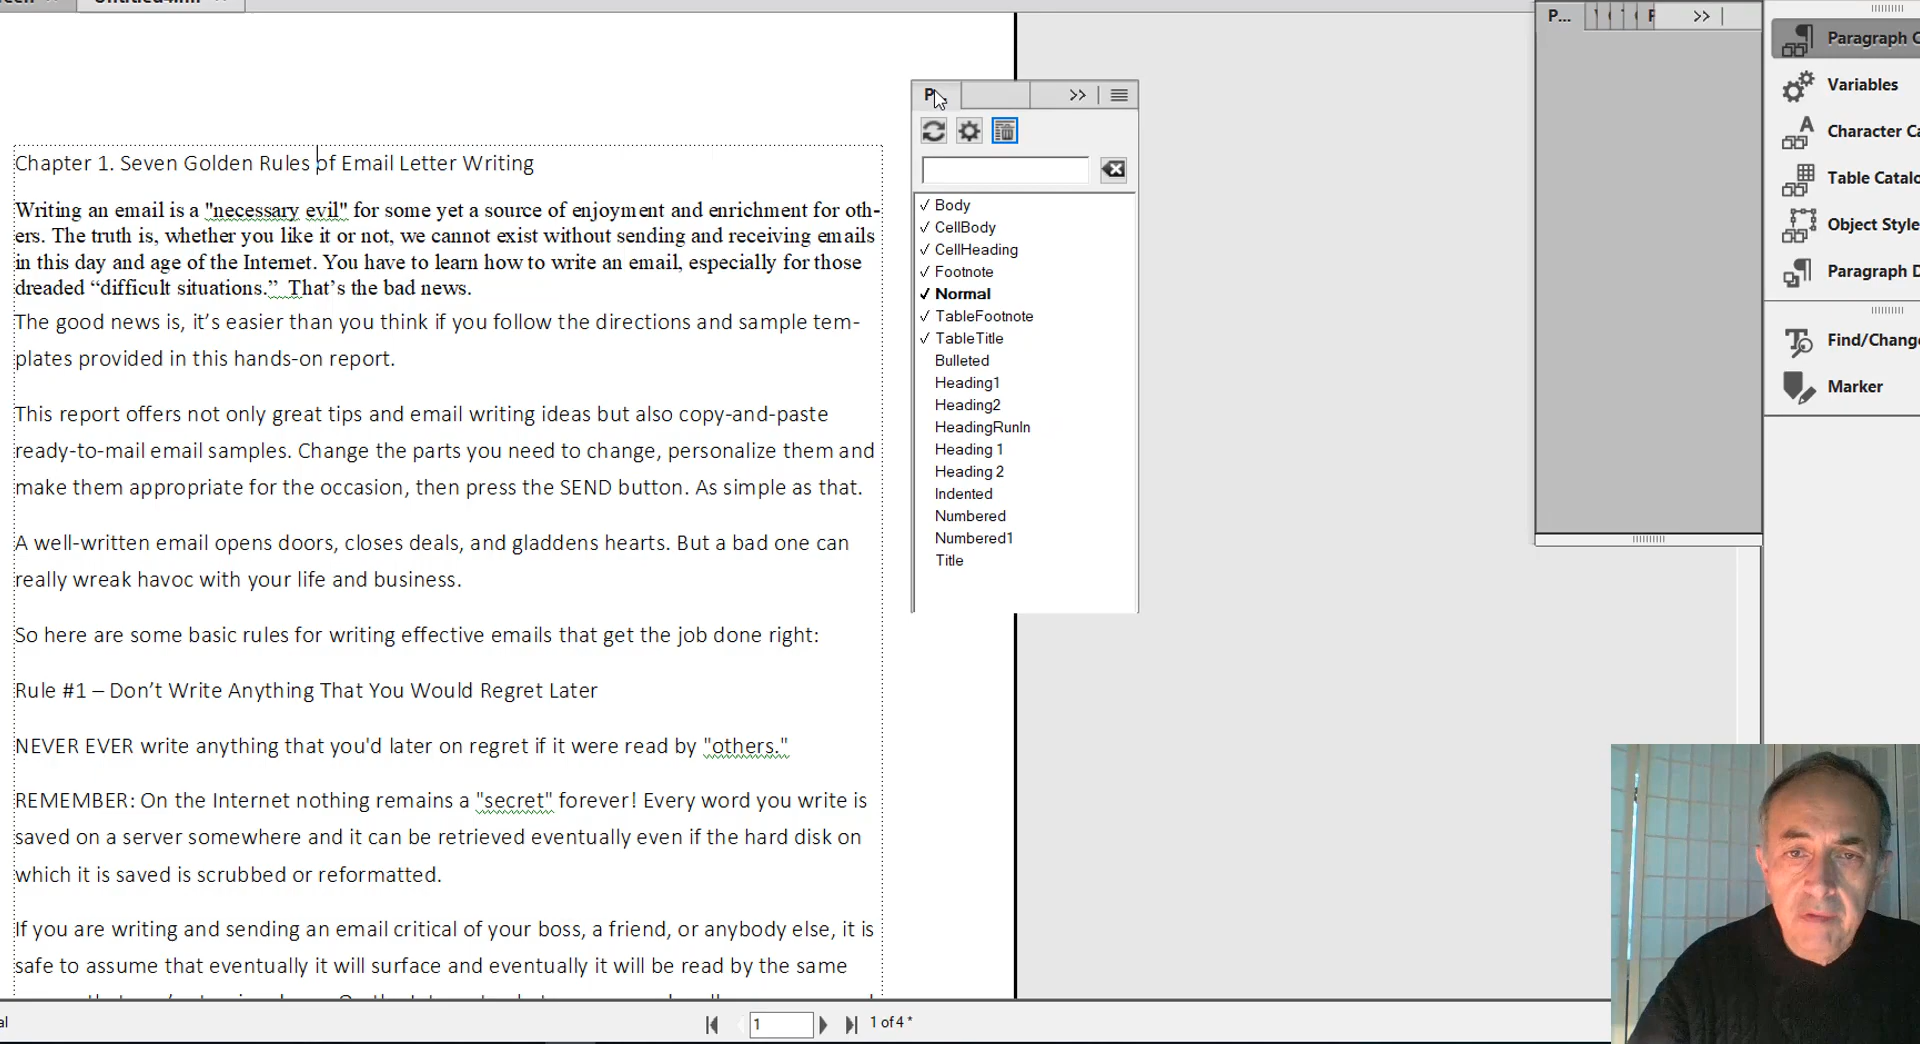 Chapter 1. Seven Golden Rules of Email Letter Writing
Writing an email is a "necessary evil" for some yet a source of enjoyment and enrichment for oth-
ers. The truth is, whether you like it or not, we cannot exist without sending and receiving emails
in this day and age of the Internet. You have to learn how to write an email, especially for those
dreaded “difficult situations.”  That’s the bad news.
The good news is, it’s easier than you think if you follow the directions and sample tem-
plates provided in this hands-on report.
This report offers not only great tips and email writing ideas but also copy-and-paste
ready-to-mail email samples. Change the parts you need to change, personalize them and
make them appropriate for the occasion, then press the SEND button. As simple as that.
A well-written email opens doors, closes deals, and gladdens hearts. But a bad one can
really wreak havoc with your life and business.
So here are some basic rules for writing effective emails that get the job done right:
Rule #1 – Don’t Write Anything That You Would Regret Later
NEVER EVER write anything that you'd later on regret if it were read by "others."
REMEMBER: On the Internet nothing remains a "secret" forever! Every word you write is
saved on a server somewhere and it can be retrieved eventually even if the hard disk on
which it is saved is scrubbed or reformatted.
If you are writing and sending an email critical of your boss, a friend, or anybody else, it is
safe to assume that eventually it will surface and eventually it will be read by the same
1
1 of 4 *
Body
CellBody
CellHeading
Footnote
Normal
TableFootnote
TableTitle
Bulleted
Heading1
Heading2
HeadingRunIn
Heading 1
Heading 2
Indented
Numbered
Numbered1
Title
P...
Paragraph C
Variables
Character Ca
Table Catalo
Object Style
Paragraph D
Find/Change
Marker